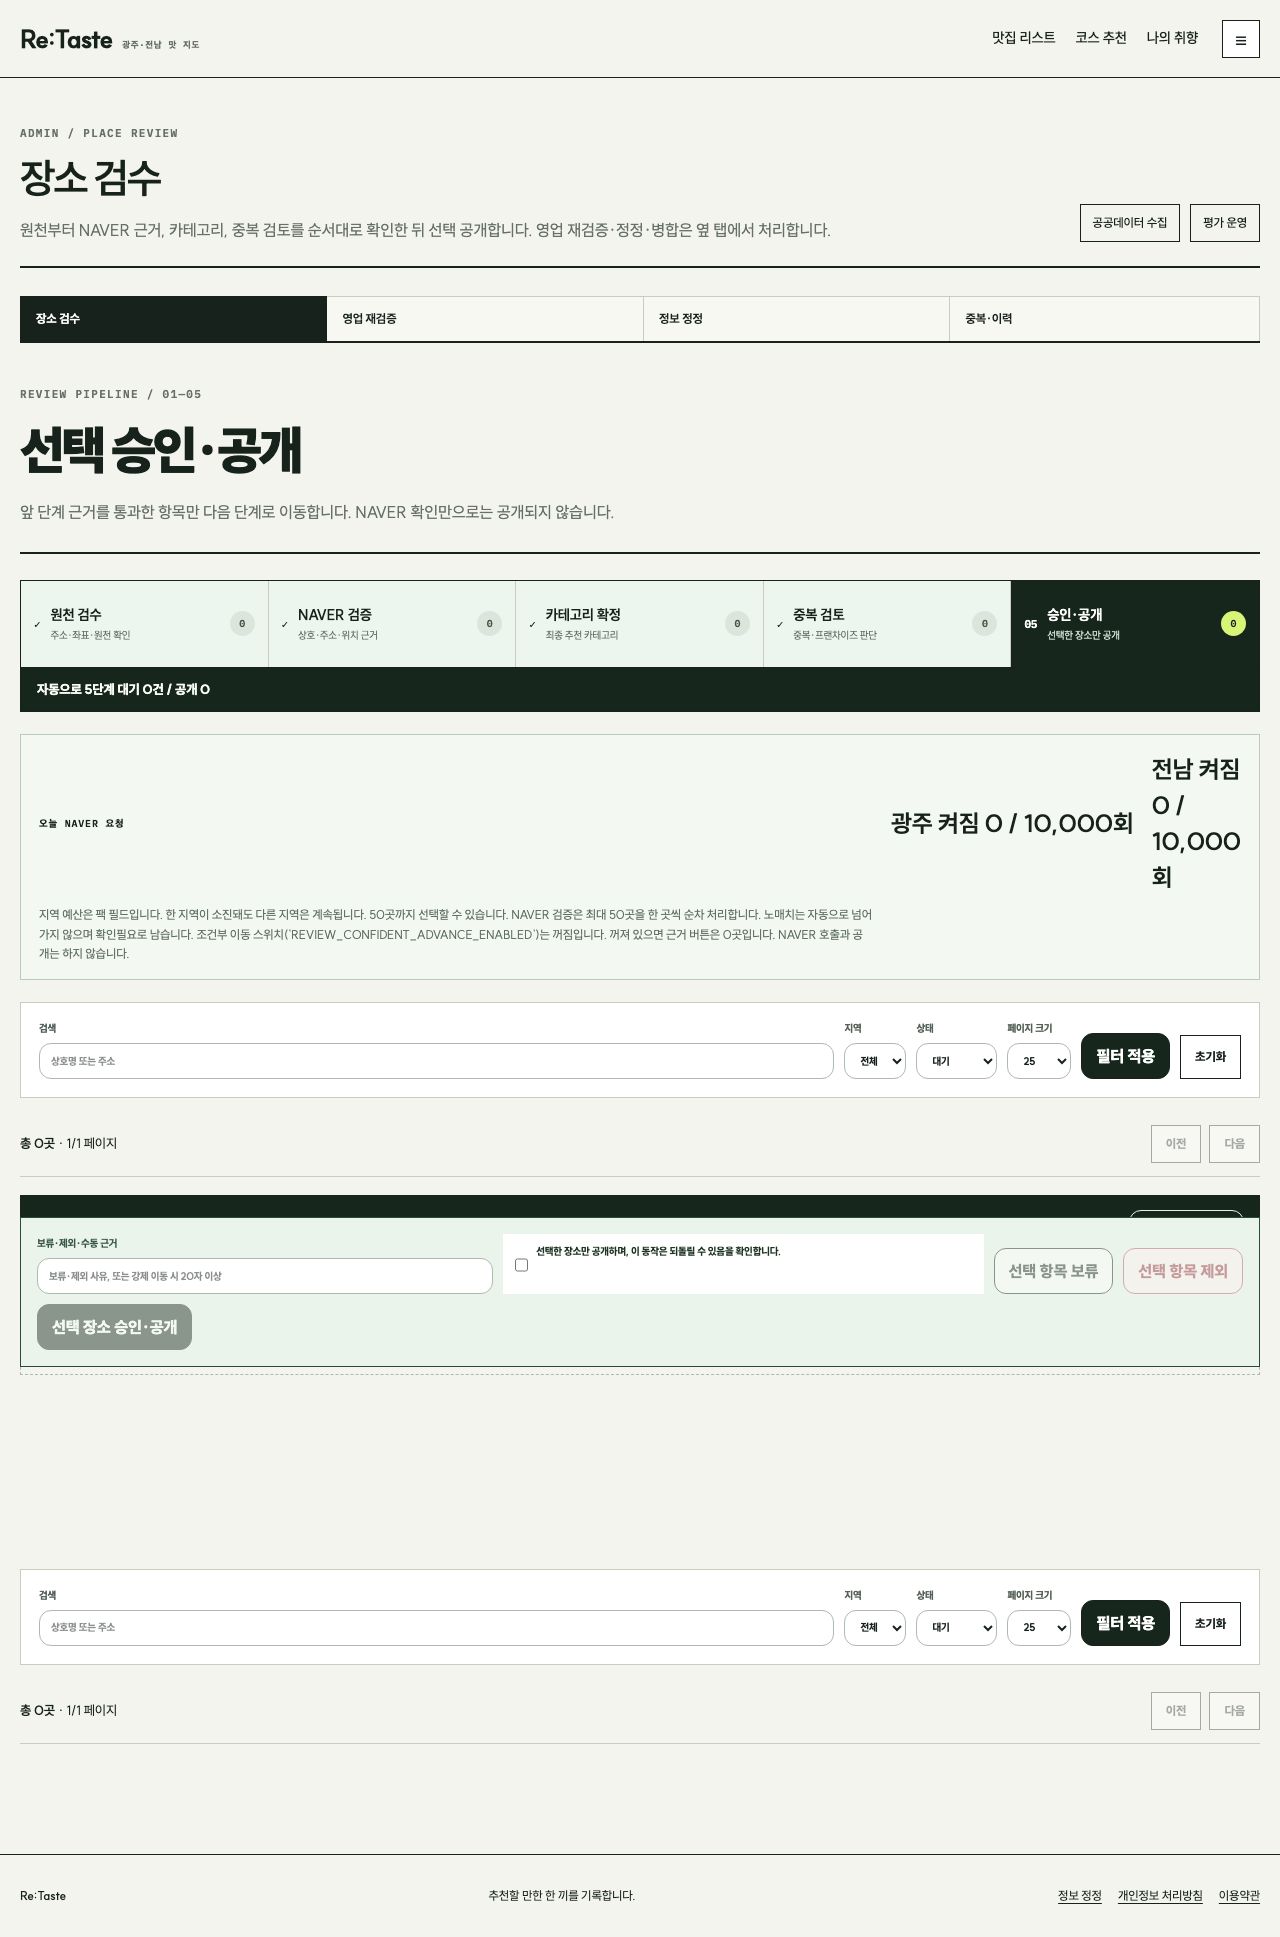 Re:Taste 광주·전남 맛 지도
맛집 리스트 코스 추천 나의 취향 ≡
ADMIN / PLACE REVIEW
장소 검수
원천부터 NAVER 근거, 카테고리, 중복 검토를 순서대로 확인한 뒤 선택 공개합니다. 영업 재검증·정정·병합은 옆 탭에서 처리합니다.
공공데이터 수집 평가 운영
장소 검수 영업 재검증 정보 정정 중복·이력
REVIEW PIPELINE / 01—05
선택 승인·공개
앞 단계 근거를 통과한 항목만 다음 단계로 이동합니다. NAVER 확인만으로는 공개되지 않습니다.
✓ 원천 검수 0
주소·좌표·원천 확인
✓ NAVER 검증 0
상호·주소·위치 근거
✓ 카테고리 확정 0
최종 추천 카테고리
✓ 중복 검토 0
중복·프랜차이즈 판단
05 승인·공개 0
선택한 장소만 공개
자동으로 5단계 대기 0건 / 공개 0
오늘 NAVER 요청
광주 켜짐 0 / 10,000회
전남 켜짐
0 /
10,000
회
지역 예산은 팩 필드입니다. 한 지역이 소진돼도 다른 지역은 계속됩니다. 50곳까지 선택할 수 있습니다. NAVER 검증은 최대 50곳을 한 곳씩 순차 처리합니다. 노매치는 자동으로 넘어
가지 않으며 확인필요로 남습니다. 조건부 이동 스위치(`REVIEW_CONFIDENT_ADVANCE_ENABLED`)는 꺼짐입니다. 꺼져 있으면 근거 버튼은 0곳입니다. NAVER 호출과 공
개는 하지 않습니다.
검색 지역 상태 페이지 크기
상호명 또는 주소 전체 대기 25 필터 적용 초기화
총 0곳 · 1/1 페이지 이전 다음
보류·제외·수동 근거
보류·제외 사유, 또는 강제 이동 시 20자 이상
선택한 장소만 공개하며, 이 동작은 되돌릴 수 있음을 확인합니다.
선택 항목 보류 선택 항목 제외
선택 장소 승인·공개
검색 지역 상태 페이지 크기
상호명 또는 주소 전체 대기 25 필터 적용 초기화
총 0곳 · 1/1 페이지 이전 다음
Re:Taste 추천할 만한 한 끼를 기록합니다. 정보 정정 개인정보 처리방침 이용약관